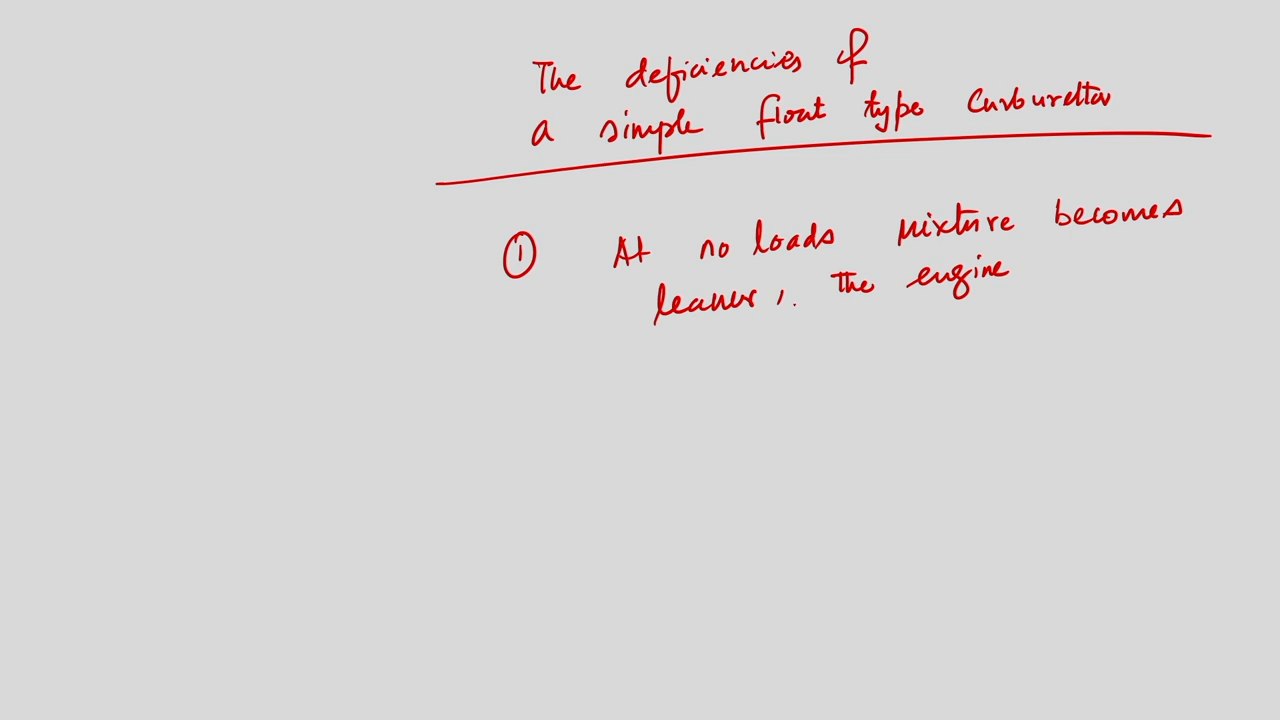 The deficiencies of
a simple float type Carburettor
① At no loads mixture becomes
leaner, . The engine